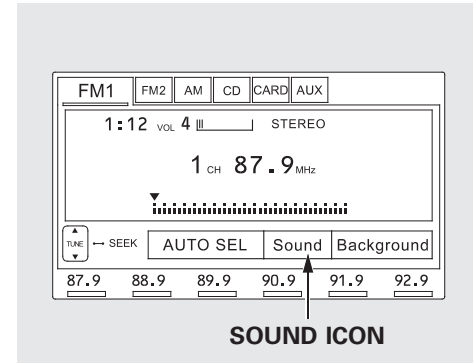 FM1 FM2 AM CD CARD AUX
1:12 VOL 4 STEREO
1 CH 87.9 MHz
TUNE ↔ SEEK AUTO SEL Sound Background
87.9 88.9 89.9 90.9 91.9 92.9
SOUND ICON